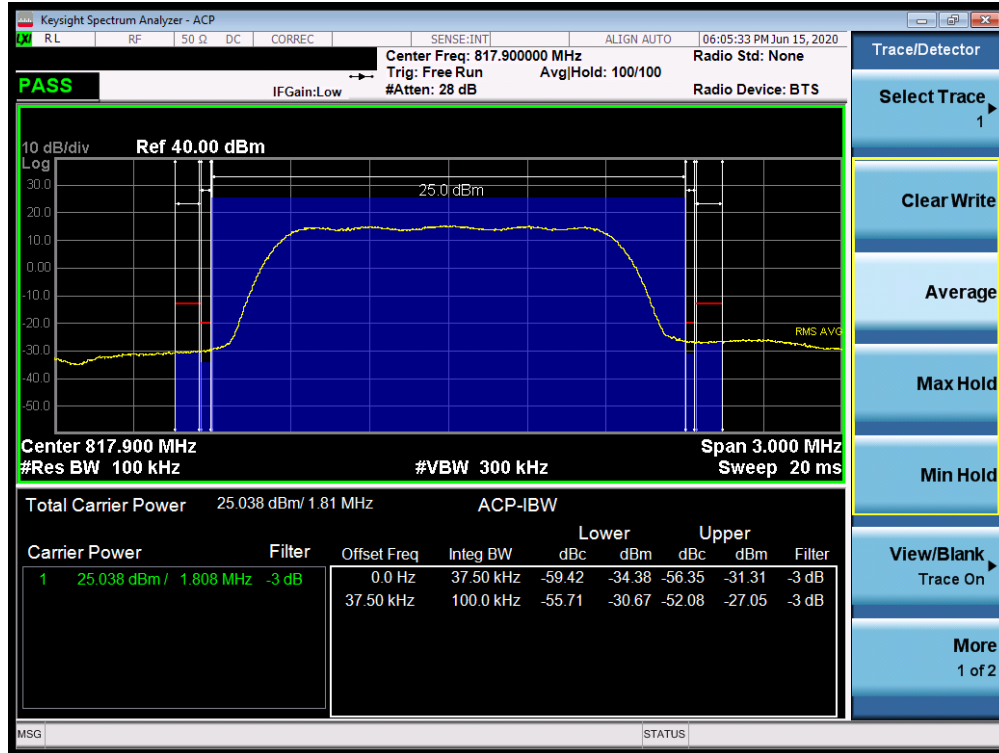 Keysight Spectrum Analyzer - ACP
LXI RL RF 50 Ω DC CORREC SENSE:INT ALIGN AUTO 06:05:33 PM Jun 15, 2020
Center Freq: 817.900000 MHz Radio Std: None
Trig: Free Run Avg|Hold: 100/100
PASS IFGain:Low #Atten: 28 dB Radio Device: BTS
10 dB/div Ref 40.00 dBm
Log
30.0
25.0 dBm
20.0
10.0
0.00
-10.0
-20.0
RMS AVG
-30.0
-40.0
-50.0
Center 817.900 MHz Span 3.000 MHz
#Res BW 100 kHz #VBW 300 kHz Sweep 20 ms
Total Carrier Power 25.038 dBm/ 1.81 MHz ACP-IBW
Lower Upper
Carrier Power Filter Offset Freq Integ BW dBc dBm dBc dBm Filter
1 25.038 dBm / 1.808 MHz -3 dB 0.0 Hz 37.50 kHz -59.42 -34.38 -56.35 -31.31 -3 dB
37.50 kHz 100.0 kHz -55.71 -30.67 -52.08 -27.05 -3 dB
MSG STATUS
Trace/Detector
Select Trace
1
Clear Write
Average
Max Hold
Min Hold
View/Blank
Trace On
More
1 of 2